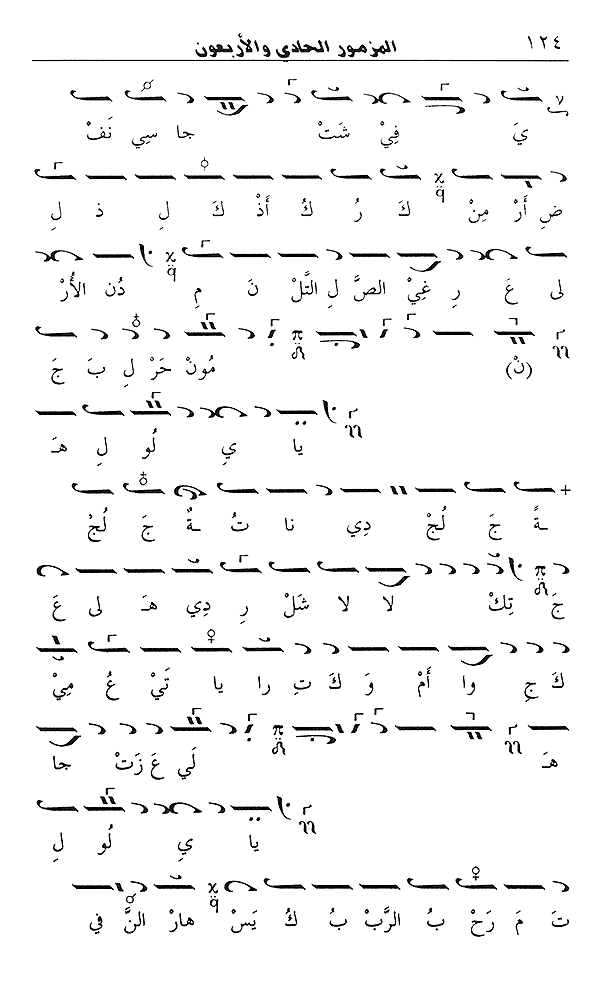 ١٢٤ المزمور الحادي والأربعون
يَ فِيْ شَتْ جا سِي نَفْ
ضِ أَرْ مِنْ كَ رُ كُ أَذْ كَ لِ ذ لِ
لى عَ رِ غِيْ الصَّ لِ التَّلْ نَ مِ دُن الأُرْ
(نْ) مُونْ حَرْ لِ بَ جَ
يا يِ لُو لِ هَـ
ـةً جَ لُجْ دِي نا تُ ـةٌ جَ لُجْ
جَ تِكْ لا لا شَلْ رِ دِي هَـ لى عَ
كَ جِ وا أَمْ وَ كَ تِ را يا تَيْ عُ مِيْ
هَـ لَي عَ زَتْ جا
يا يِ لُو لِ
تَ مَ رَحْ بُ الرَّبْ بُ كُ يَسْ هارْ النَّ في